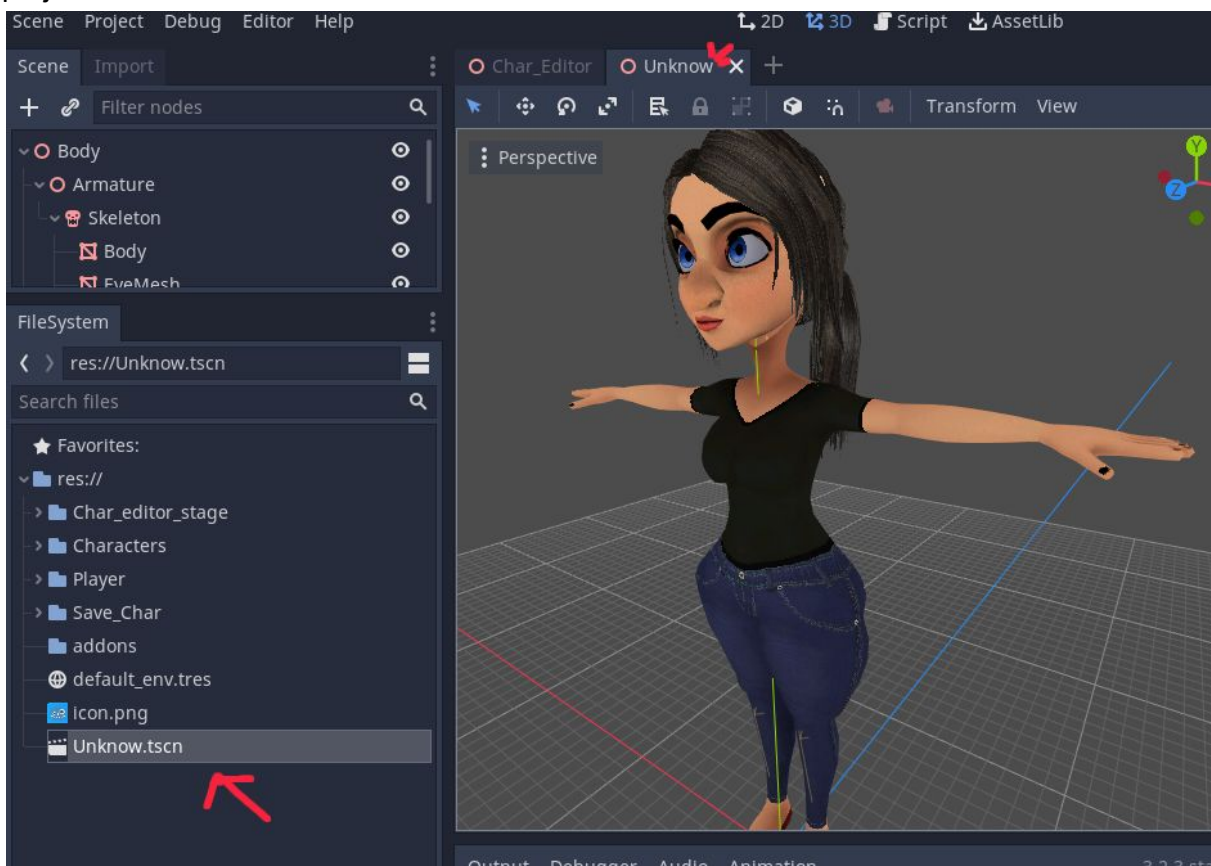 Scene Project Debug Editor Help 2D 3D Script AssetLib
Scene Import
Char_Editor Unknow
Filter nodes
Transform View
Body
Armature
Skeleton
Body
EyeMesh
Perspective
Y
Z
FileSystem
res://Unknow.tscn
Search files
Favorites:
res://
Char_editor_stage
Characters
Player
Save_Char
addons
default_env.tres
icon.png
Unknow.tscn
Output Debugger Audio Animation